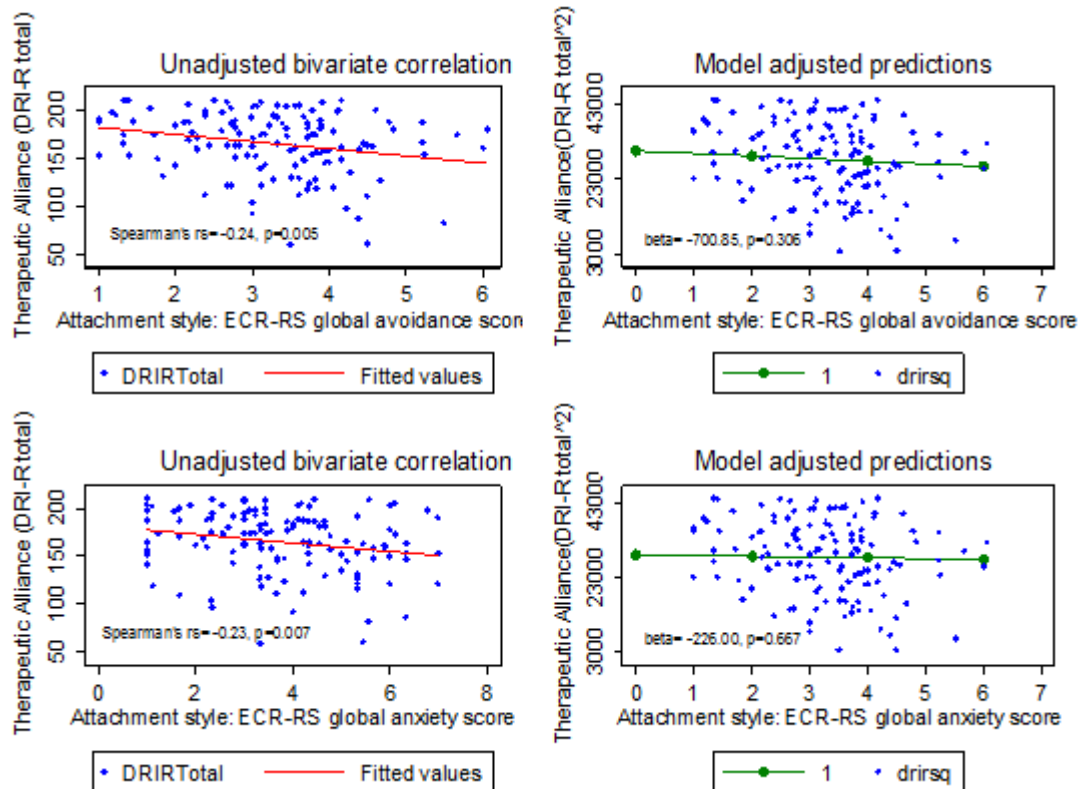 Unadjusted bivariate correlation
Therapeutic Alliance (DRI-R total)
200
150
100
50
Spearman's rs= -0.24, p=0.005
1 2 3 4 5 6
Attachment style: ECR-RS global avoidance score
DRIRTotal Fitted values
Model adjusted predictions
Therapeutic Alliance(DRI-R total^2)
43000
23000
3000
beta= -700.85, p=0.306
0 1 2 3 4 5 6 7
Attachment style: ECR-RS global avoidance score
1 drirsq
Unadjusted bivariate correlation
Therapeutic Alliance (DRI-R total)
200
150
100
50
Spearman's rs= -0.23, p=0.007
0 2 4 6 8
Attachment style: ECR-RS global anxiety score
DRIRTotal Fitted values
Model adjusted predictions
Therapeutic Alliance(DRI-R total^2)
43000
23000
3000
beta= -226.00, p=0.667
0 1 2 3 4 5 6 7
Attachment style: ECR-RS global anxiety score
1 drirsq